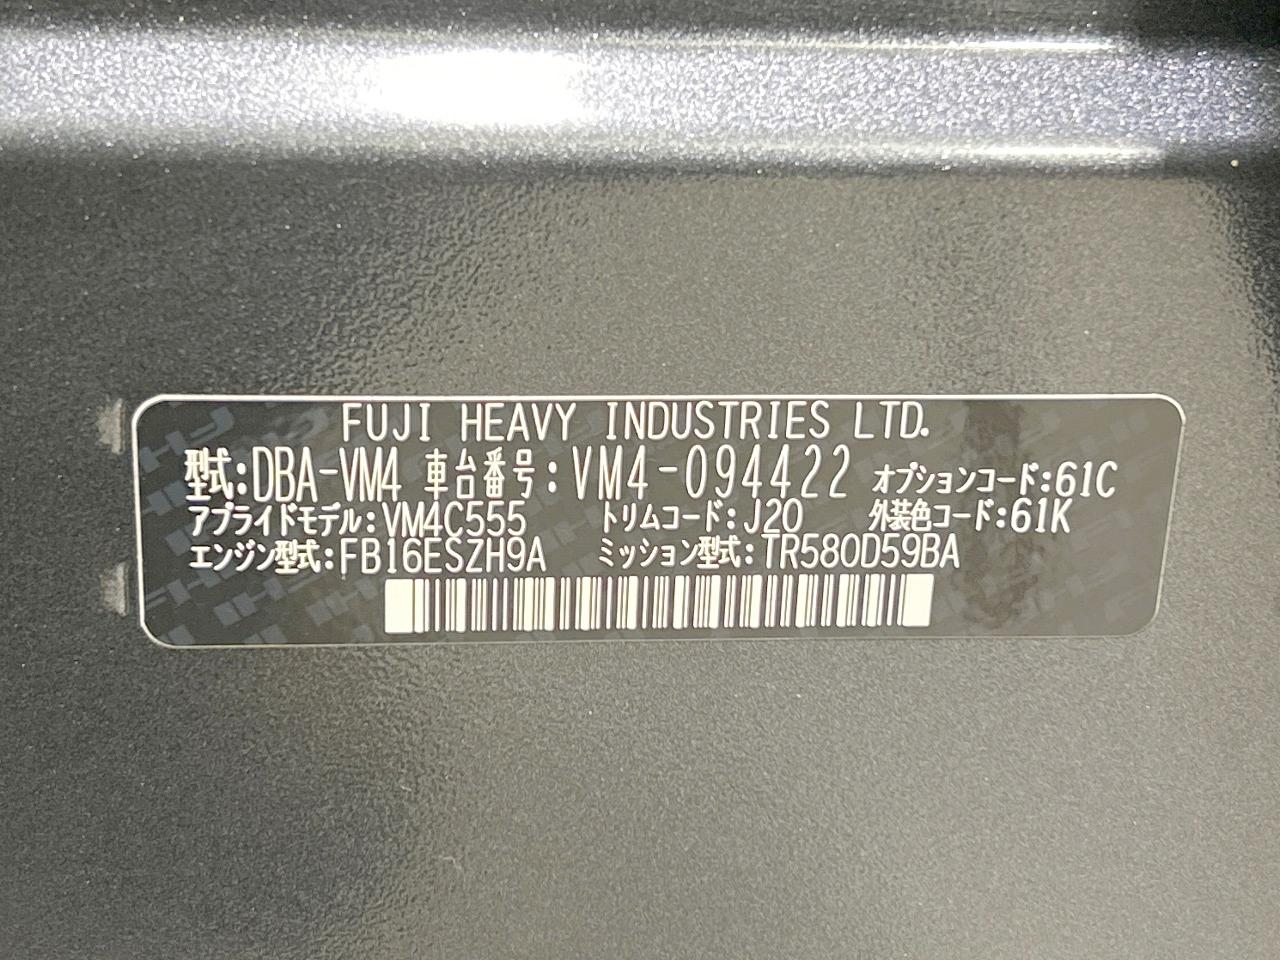 FUJI HEAVY INDUSTRIES LTD.
型式:DBA-VM4 車台番号:VM4-094422 オプションコード:61C
アプライドモデル:VM4C555 トリムコード:J20 外装色コード:61K
エンジン型式:FB16ESZH9A ミッション型式:TR580D59BA